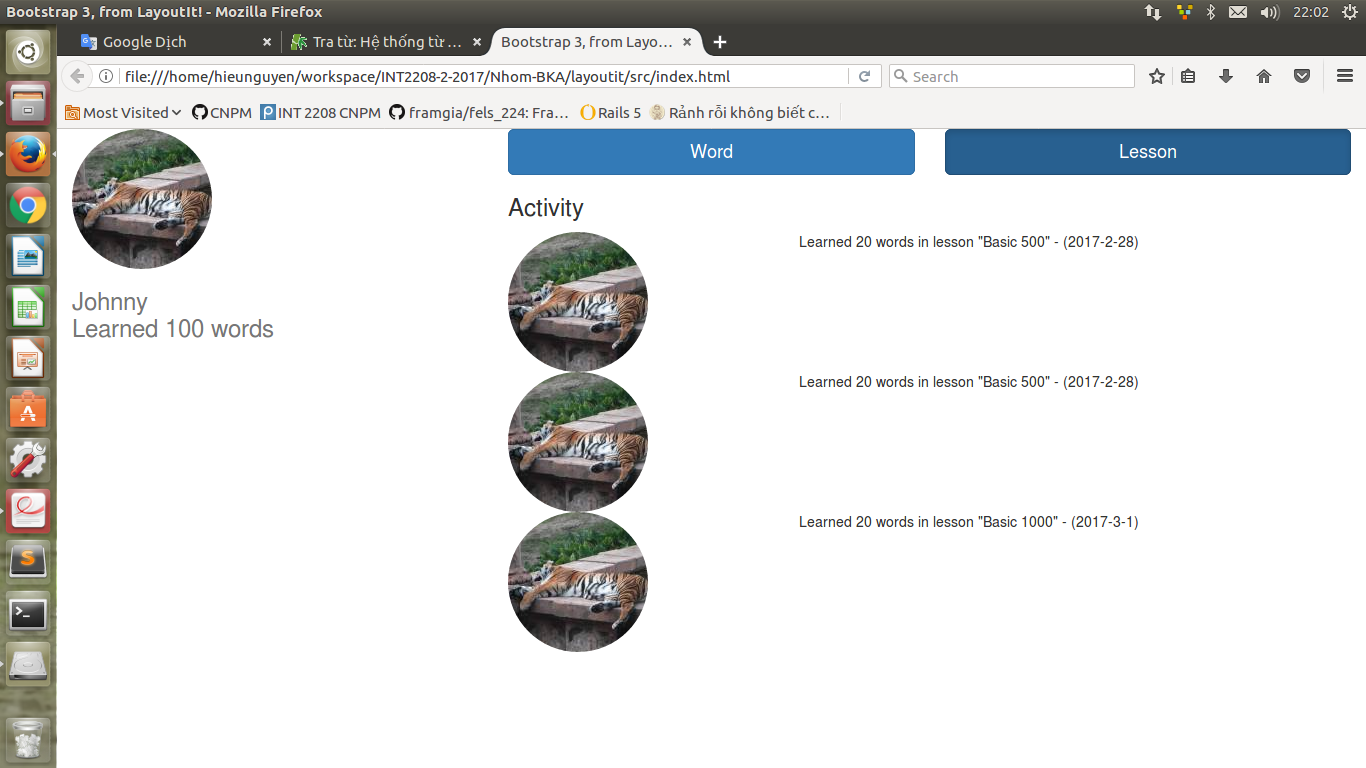 Bootstrap 3, from LayoutIt! - Mozilla Firefox
22:02
Google Dịch
Tra từ: Hệ thống từ ...
Bootstrap 3, from Layo...
file:///home/hieunguyen/workspace/INT2208-2-2017/Nhom-BKA/layoutit/src/index.html
Search
Most Visited
CNPM
INT 2208 CNPM
framgia/fels_224: Fra...
Rails 5
Rảnh rỗi không biết c...
Word
Lesson
Johnny
Learned 100 words
Activity
Learned 20 words in lesson "Basic 500" - (2017-2-28)
Learned 20 words in lesson "Basic 500" - (2017-2-28)
Learned 20 words in lesson "Basic 1000" - (2017-3-1)